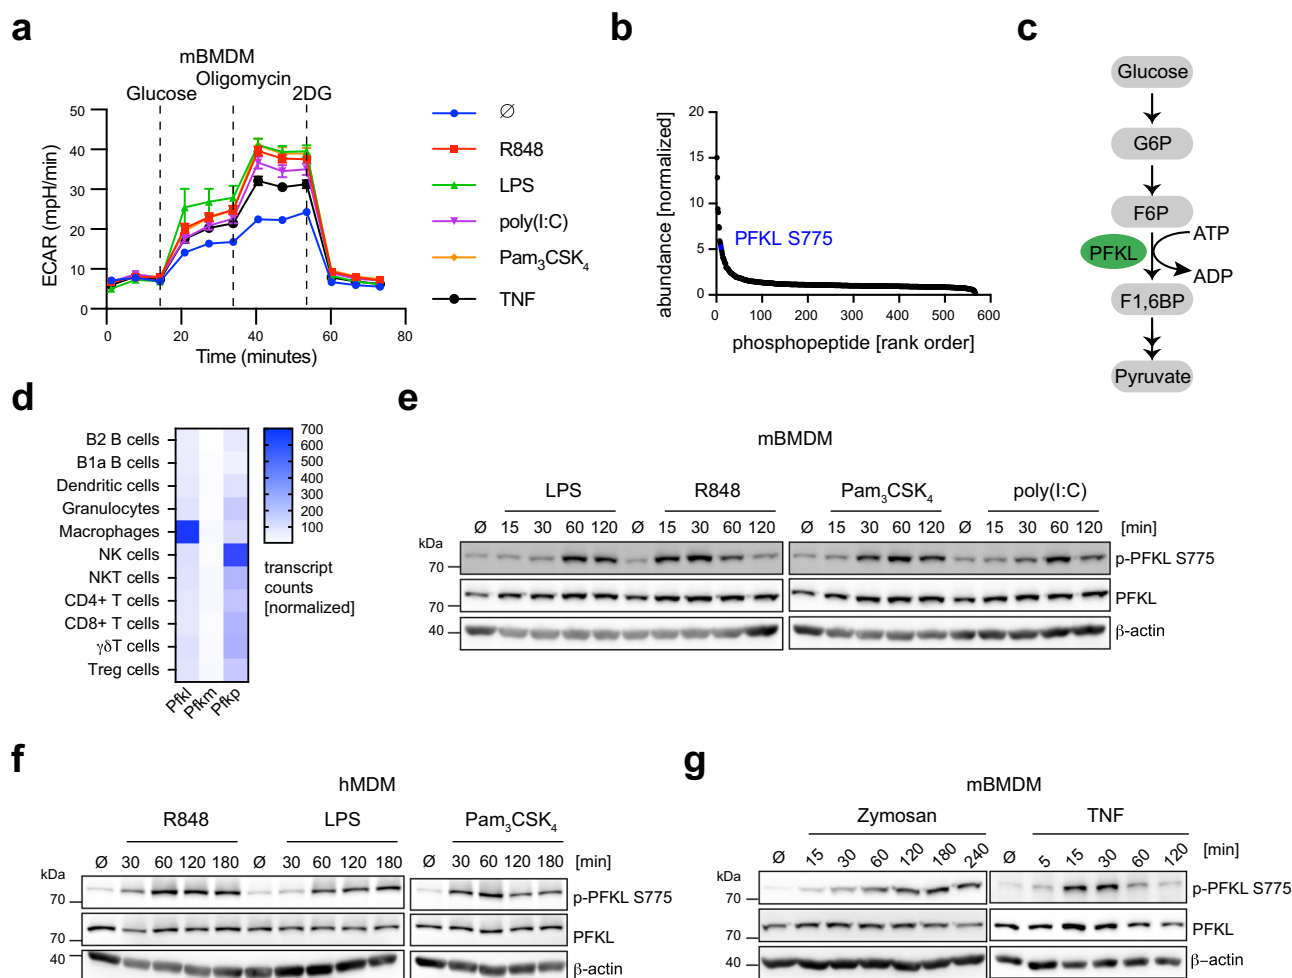 a
mBMDM
Oligomycin
Glucose
2DG
50
40
30
20
10
0
ECAR (mpH/min)
0 20 40 60 80
Time (minutes)
∅
R848
LPS
poly(I:C)
Pam3CSK4
TNF
b
20
15
10
5
0
abundance [normalized]
PFKL S775
0 100 200 300 400 500 600
phosphopeptide [rank order]
c
Glucose
G6P
F6P
PFKL
ATP
ADP
F1,6BP
Pyruvate
d
B2 B cells
B1a B cells
Dendritic cells
Granulocytes
Macrophages
NK cells
NKT cells
CD4+ T cells
CD8+ T cells
γδT cells
Treg cells
Pfkl Pfkm Pfkp
700
600
500
400
300
200
100
transcript
counts
[normalized]
e
mBMDM
LPS R848 Pam3CSK4 poly(I:C)
Ø 15 30 60 120 Ø 15 30 60 120 Ø 15 30 60 120 Ø 15 30 60 120 [min]
kDa
70
p-PFKL S775
70
PFKL
40
β-actin
f
hMDM
R848 LPS Pam3CSK4
Ø 30 60 120 180 Ø 30 60 120 180 Ø 30 60 120 180 [min]
kDa
70
p-PFKL S775
70
PFKL
40
β-actin
g
mBMDM
Zymosan TNF
Ø 15 30 60 120 180 240 Ø 5 15 30 60 120 [min]
kDa
70
p-PFKL S775
70
PFKL
40
β-actin